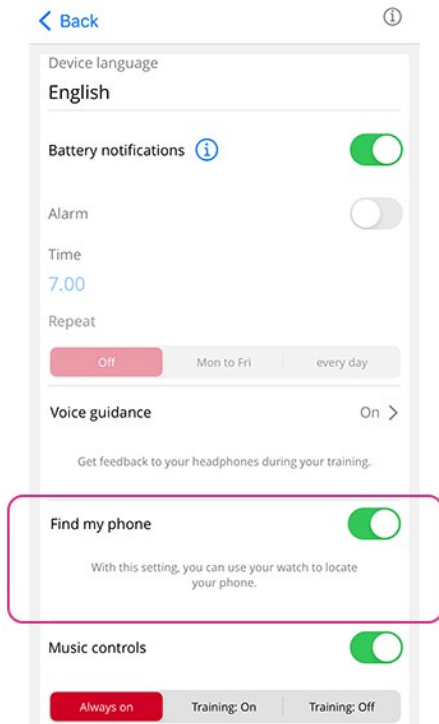 Back
Device language
English
Battery notifications
Alarm
Time
7.00
Repeat
Off Mon to Fri every day
Voice guidance On
Get feedback to your headphones during your training.
Find my phone
With this setting, you can use your watch to locate
your phone.
Music controls
Always on Training: On Training: Off